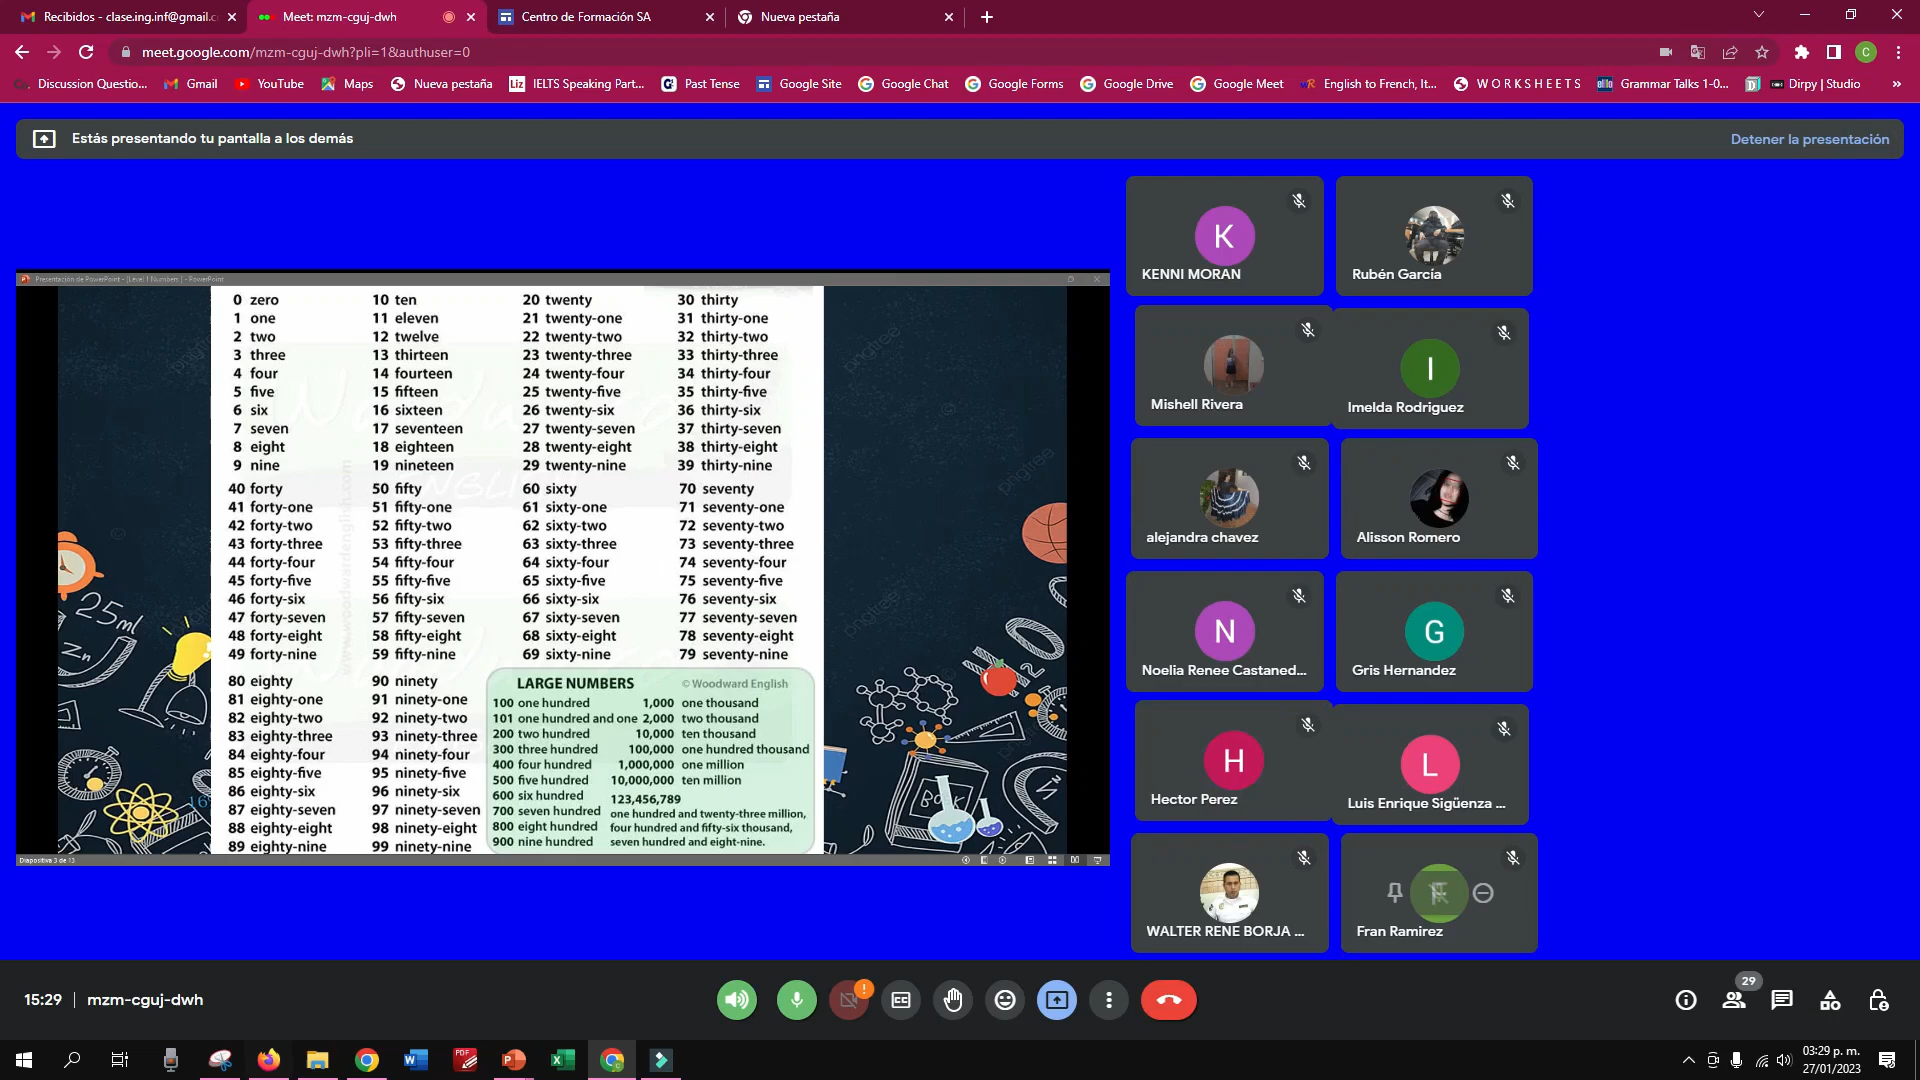 Recibidos - clase.ing.inf@gmail.c
Meet: mzm-cguj-dwh
Centro de Formación SA
Nueva pestaña
meet.google.com/mzm-cguj-dwh?pli=1&authuser=0
C
Discussion Questio...
Gmail
YouTube
Maps
Nueva pestaña
Liz IELTS Speaking Part...
Past Tense
Google Site
Google Chat
Google Forms
Google Drive
Google Meet
English to French, It...
W O R K S H E E T S
Grammar Talks 1-0...
Dirpy | Studio
Estás presentando tu pantalla a los demás
Detener la presentación
Presentación de PowerPoint - [Level 1 Numbers] - PowerPoint
0 zero 10 ten 20 twenty 30 thirty
1 one 11 eleven 21 twenty-one 31 thirty-one
2 two 12 twelve 22 twenty-two 32 thirty-two
3 three 13 thirteen 23 twenty-three 33 thirty-three
4 four 14 fourteen 24 twenty-four 34 thirty-four
5 five 15 fifteen 25 twenty-five 35 thirty-five
6 six 16 sixteen 26 twenty-six 36 thirty-six
7 seven 17 seventeen 27 twenty-seven 37 thirty-seven
8 eight 18 eighteen 28 twenty-eight 38 thirty-eight
9 nine 19 nineteen 29 twenty-nine 39 thirty-nine
40 forty 50 fifty 60 sixty 70 seventy
41 forty-one 51 fifty-one 61 sixty-one 71 seventy-one
42 forty-two 52 fifty-two 62 sixty-two 72 seventy-two
43 forty-three 53 fifty-three 63 sixty-three 73 seventy-three
44 forty-four 54 fifty-four 64 sixty-four 74 seventy-four
45 forty-five 55 fifty-five 65 sixty-five 75 seventy-five
46 forty-six 56 fifty-six 66 sixty-six 76 seventy-six
47 forty-seven 57 fifty-seven 67 sixty-seven 77 seventy-seven
48 forty-eight 58 fifty-eight 68 sixty-eight 78 seventy-eight
49 forty-nine 59 fifty-nine 69 sixty-nine 79 seventy-nine
80 eighty 90 ninety
81 eighty-one 91 ninety-one
82 eighty-two 92 ninety-two
83 eighty-three 93 ninety-three
84 eighty-four 94 ninety-four
85 eighty-five 95 ninety-five
86 eighty-six 96 ninety-six
87 eighty-seven 97 ninety-seven
88 eighty-eight 98 ninety-eight
89 eighty-nine 99 ninety-nine
LARGE NUMBERS © Woodward English
100 one hundred 1,000 one thousand
101 one hundred and one 2,000 two thousand
200 two hundred 10,000 ten thousand
300 three hundred 100,000 one hundred thousand
400 four hundred 1,000,000 one million
500 five hundred 10,000,000 ten million
600 six hundred
700 seven hundred
800 eight hundred
900 nine hundred
123,456,789
one hundred and twenty-three million,
four hundred and fifty-six thousand,
seven hundred and eight-nine.
www.woodwardenglish.com
25ml
Zn
BOOK
pngtree
Diapositiva 3 de 13
K
KENNI MORAN
Rubén García
Mishell Rivera
I
Imelda Rodriguez
alejandra chavez
Alisson Romero
N
Noelia Renee Castaned...
G
Gris Hernandez
H
Hector Perez
L
Luis Enrique Sigüenza ...
WALTER RENE BORJA ...
Fran Ramirez
15:29 | mzm-cguj-dwh
29
03:29 p. m.
27/01/2023